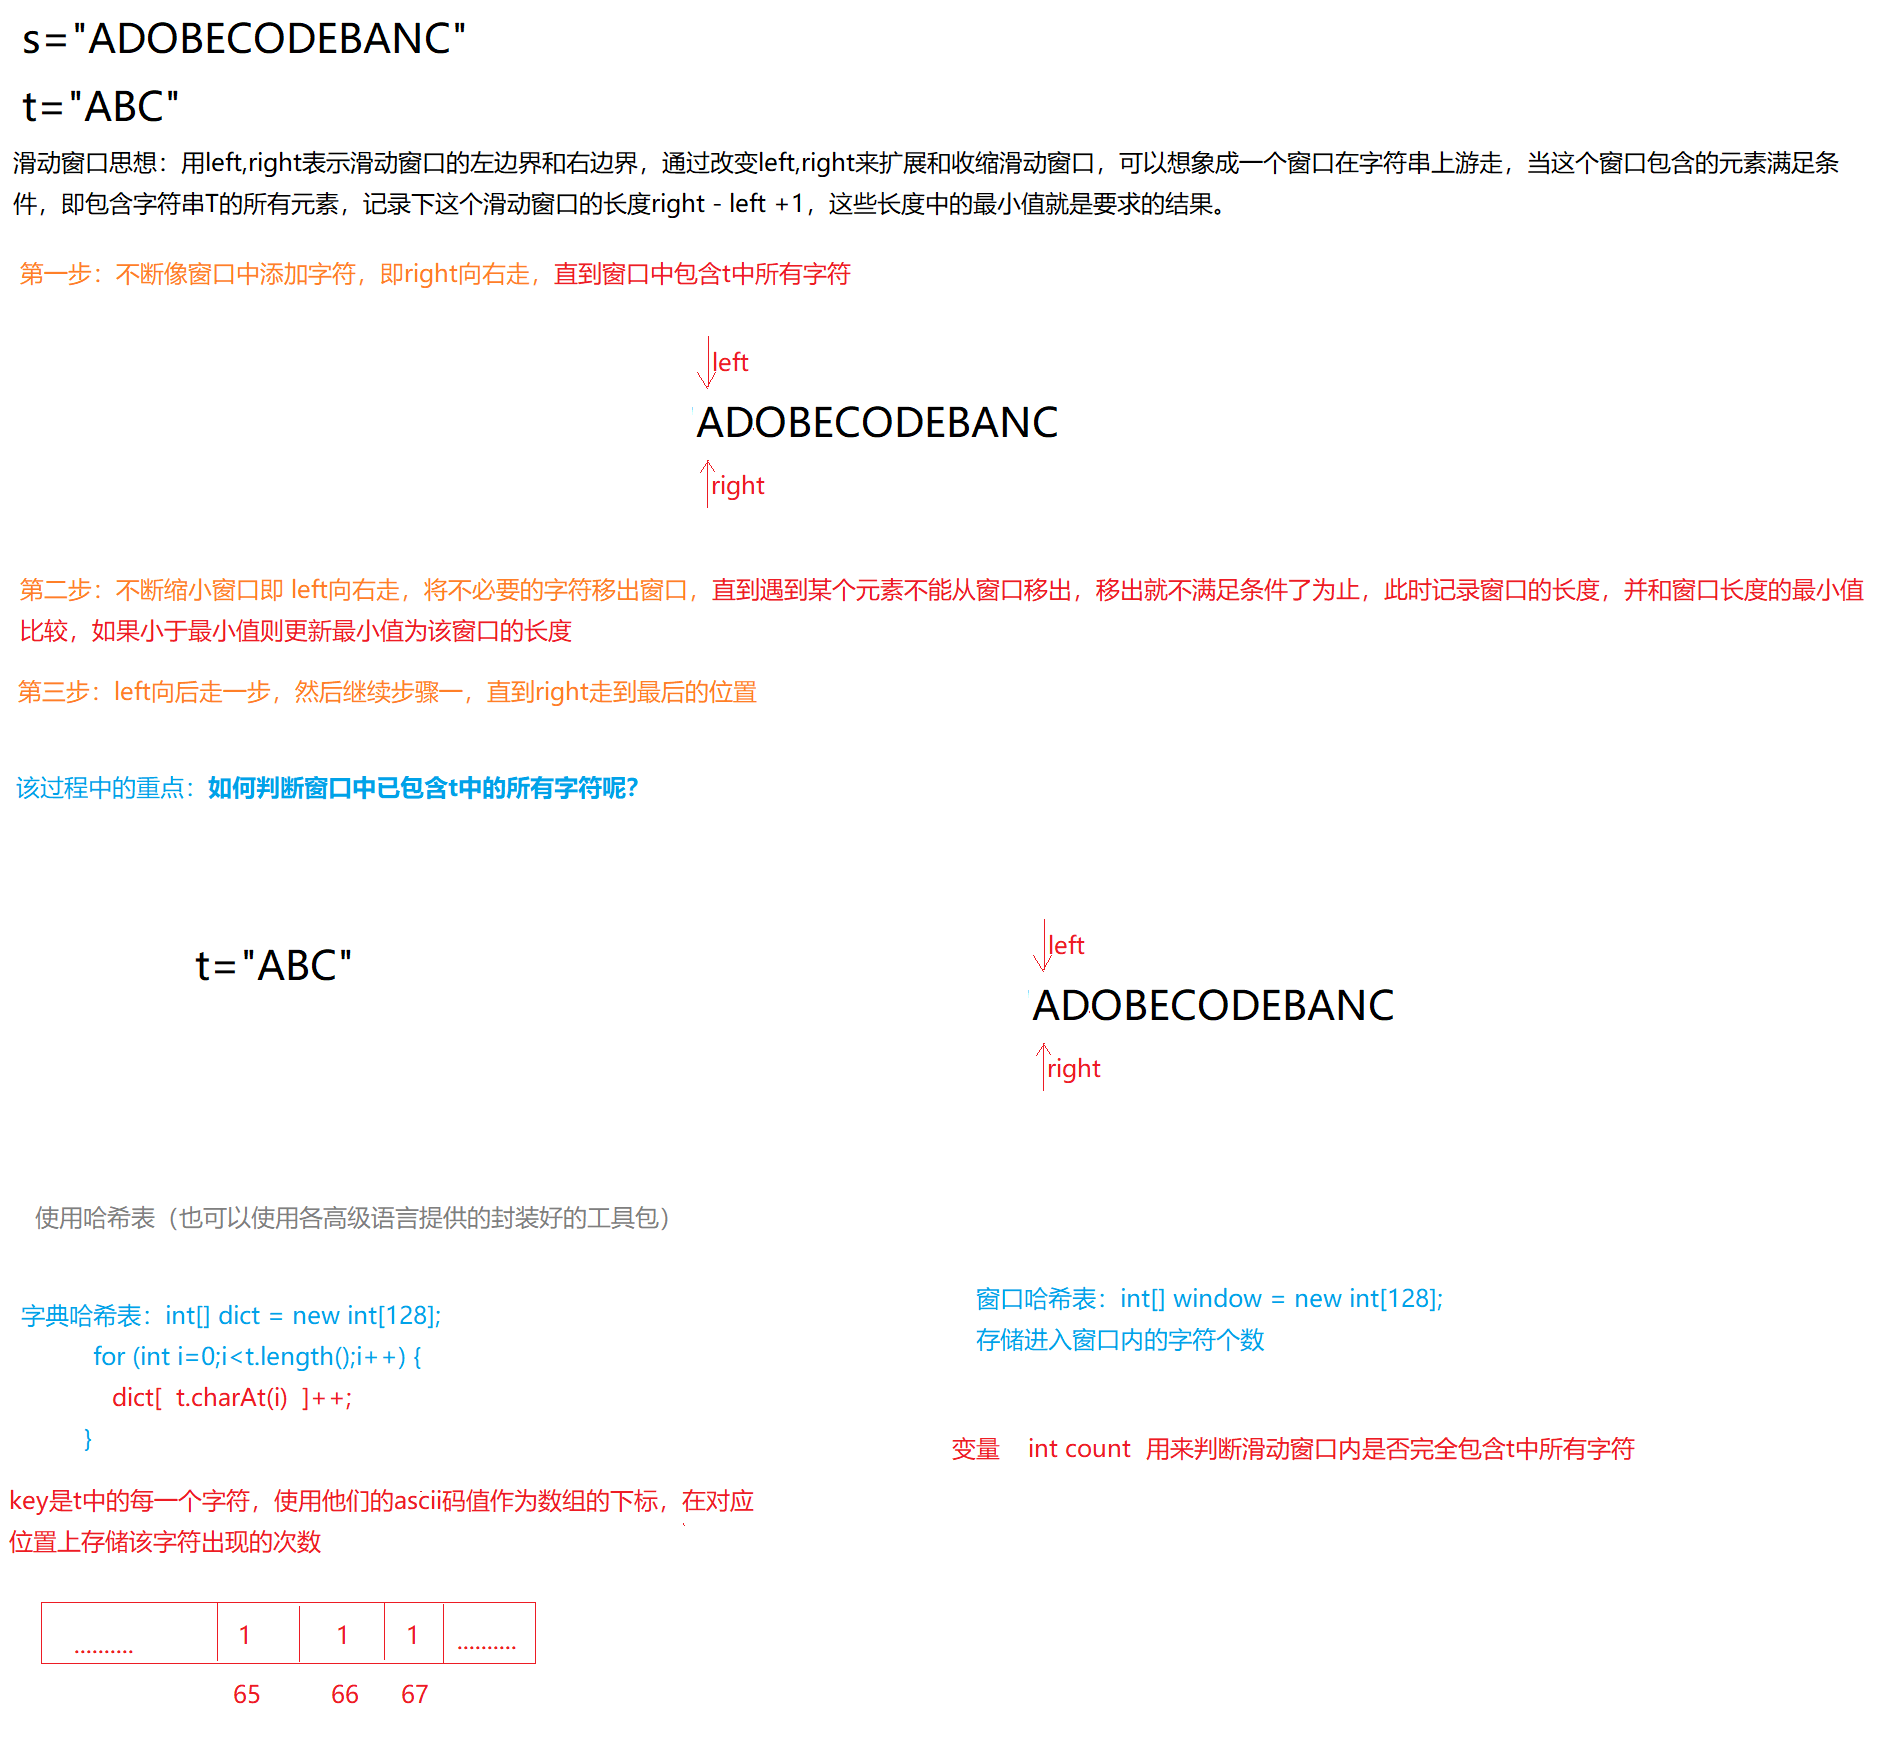 s="ADOBECODEBANC"
t="ABC"
滑动窗口思想：用left,right表示滑动窗口的左边界和右边界，通过改变left,right来扩展和收缩滑动窗口，可以想象成一个窗口在字符串上游走，当这个窗口包含的元素满足条
件，即包含字符串T的所有元素，记录下这个滑动窗口的长度right - left +1，这些长度中的最小值就是要求的结果。
第一步：不断像窗口中添加字符，即right向右走，直到窗口中包含t中所有字符
left
ADOBECODEBANC
right
第二步：不断缩小窗口即 left向右走，将不必要的字符移出窗口，直到遇到某个元素不能从窗口移出，移出就不满足条件了为止，此时记录窗口的长度，并和窗口长度的最小值
比较，如果小于最小值则更新最小值为该窗口的长度
第三步：left向后走一步，然后继续步骤一，直到right走到最后的位置
该过程中的重点：如何判断窗口中已包含t中的所有字符呢？
t="ABC"
left
ADOBECODEBANC
right
使用哈希表（也可以使用各高级语言提供的封装好的工具包）
字典哈希表：int[] dict = new int[128];
for (int i=0;i<t.length();i++) {
dict[  t.charAt(i)  ]++;
}
key是t中的每一个字符，使用他们的ascii码值作为数组的下标，在对应
位置上存储该字符出现的次数
窗口哈希表：int[] window = new int[128];
存储进入窗口内的字符个数
变量    int count  用来判断滑动窗口内是否完全包含t中所有字符
.......... 1 1 1 ..........
65 66 67